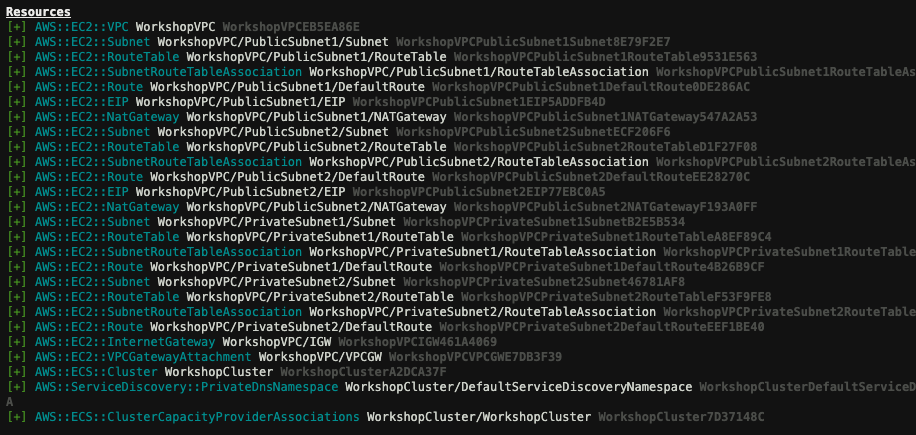 Resources
[+] AWS::EC2::VPC WorkshopVPC WorkshopVPCEB5EA86E
[+] AWS::EC2::Subnet WorkshopVPC/PublicSubnet1/Subnet WorkshopVPCPublicSubnet1Subnet8E79F2E7
[+] AWS::EC2::RouteTable WorkshopVPC/PublicSubnet1/RouteTable WorkshopVPCPublicSubnet1RouteTable9531E563
[+] AWS::EC2::SubnetRouteTableAssociation WorkshopVPC/PublicSubnet1/RouteTableAssociation WorkshopVPCPublicSubnet1RouteTableAs
[+] AWS::EC2::Route WorkshopVPC/PublicSubnet1/DefaultRoute WorkshopVPCPublicSubnet1DefaultRoute0DE286AC
[+] AWS::EC2::EIP WorkshopVPC/PublicSubnet1/EIP WorkshopVPCPublicSubnet1EIP5ADDFB4D
[+] AWS::EC2::NatGateway WorkshopVPC/PublicSubnet1/NATGateway WorkshopVPCPublicSubnet1NATGateway547A2A53
[+] AWS::EC2::Subnet WorkshopVPC/PublicSubnet2/Subnet WorkshopVPCPublicSubnet2SubnetECF206F6
[+] AWS::EC2::RouteTable WorkshopVPC/PublicSubnet2/RouteTable WorkshopVPCPublicSubnet2RouteTableD1F27F08
[+] AWS::EC2::SubnetRouteTableAssociation WorkshopVPC/PublicSubnet2/RouteTableAssociation WorkshopVPCPublicSubnet2RouteTableAs
[+] AWS::EC2::Route WorkshopVPC/PublicSubnet2/DefaultRoute WorkshopVPCPublicSubnet2DefaultRouteEE28270C
[+] AWS::EC2::EIP WorkshopVPC/PublicSubnet2/EIP WorkshopVPCPublicSubnet2EIP77EBC0A5
[+] AWS::EC2::NatGateway WorkshopVPC/PublicSubnet2/NATGateway WorkshopVPCPublicSubnet2NATGatewayF193A0FF
[+] AWS::EC2::Subnet WorkshopVPC/PrivateSubnet1/Subnet WorkshopVPCPrivateSubnet1SubnetB2E5B534
[+] AWS::EC2::RouteTable WorkshopVPC/PrivateSubnet1/RouteTable WorkshopVPCPrivateSubnet1RouteTableA8EF89C4
[+] AWS::EC2::SubnetRouteTableAssociation WorkshopVPC/PrivateSubnet1/RouteTableAssociation WorkshopVPCPrivateSubnet1RouteTable
[+] AWS::EC2::Route WorkshopVPC/PrivateSubnet1/DefaultRoute WorkshopVPCPrivateSubnet1DefaultRoute4B26B9CF
[+] AWS::EC2::Subnet WorkshopVPC/PrivateSubnet2/Subnet WorkshopVPCPrivateSubnet2Subnet46781AF8
[+] AWS::EC2::RouteTable WorkshopVPC/PrivateSubnet2/RouteTable WorkshopVPCPrivateSubnet2RouteTableF53F9FE8
[+] AWS::EC2::SubnetRouteTableAssociation WorkshopVPC/PrivateSubnet2/RouteTableAssociation WorkshopVPCPrivateSubnet2RouteTable
[+] AWS::EC2::Route WorkshopVPC/PrivateSubnet2/DefaultRoute WorkshopVPCPrivateSubnet2DefaultRouteEEF1BE40
[+] AWS::EC2::InternetGateway WorkshopVPC/IGW WorkshopVPCIGW461A4069
[+] AWS::EC2::VPCGatewayAttachment WorkshopVPC/VPCGW WorkshopVPCVPCGWE7DB3F39
[+] AWS::ECS::Cluster WorkshopCluster WorkshopClusterA2DCA37F
[+] AWS::ServiceDiscovery::PrivateDnsNamespace WorkshopCluster/DefaultServiceDiscoveryNamespace WorkshopClusterDefaultServiceD
A
[+] AWS::ECS::ClusterCapacityProviderAssociations WorkshopCluster/WorkshopCluster WorkshopCluster7D37148C